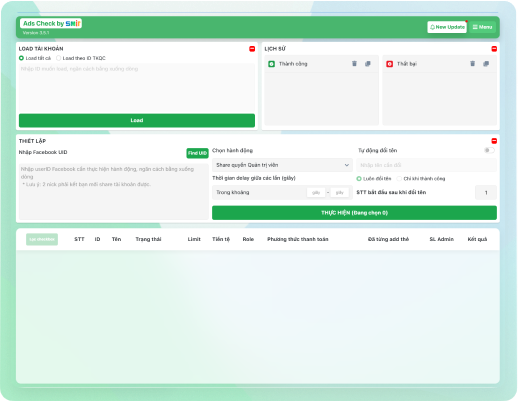 Ads Check by SMIT
Version 3.5.1
New Update
Menu
LOAD TÀI KHOẢN
Load tất cả
Load theo ID TKQC
Nhập ID muốn load, ngăn cách bằng xuống dòng
Load
LỊCH SỬ
Thành công
Thất bại
THIẾT LẬP
Nhập Facebook UID
Find UID
Nhập userID Facebook cần thực hiện hành động, ngăn cách bằng xuống dòng
* Lưu ý: 2 nick phải kết bạn mới share tài khoản được.
Chọn hành động
Share quyền Quản trị viên
Thời gian delay giữa các lần (giây)
Trong khoảng
giây
-
giây
Tự động đổi tên
Nhập tên cần đổi
Luôn đổi tên
Chỉ khi thành công
STT bắt đầu sau khi đổi tên
1
THỰC HIỆN (Đang chọn 0)
STT
ID
Tên
Trạng thái
Limit
Tiền tệ
Role
Phương thức thanh toán
Đã từng add thẻ
SL Admin
Kết quả